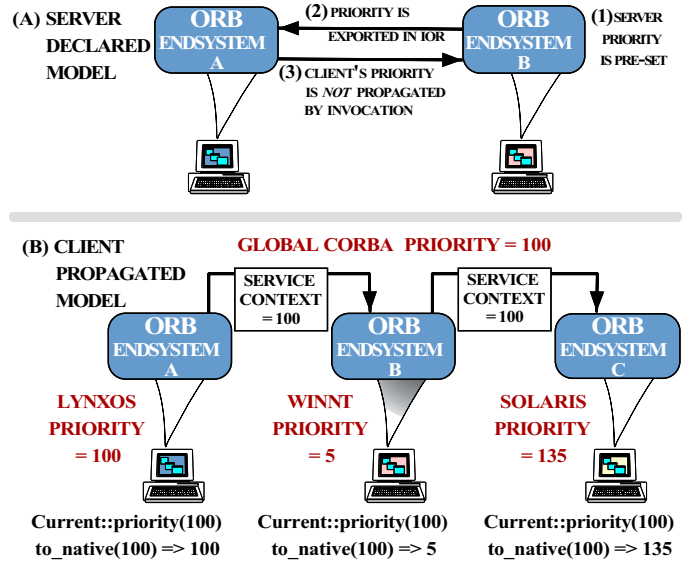 (A) SERVER
DECLARED
MODEL
ORB
ENDSYSTEM
A
(2) PRIORITY IS
EXPORTED IN IOR
(3) CLIENT'S PRIORITY
IS NOT PROPAGATED
BY INVOCATION
ORB
ENDSYSTEM
B
(1) SERVER
PRIORITY
IS PRE-SET
(B) CLIENT
PROPAGATED
MODEL
GLOBAL CORBA PRIORITY = 100
SERVICE
CONTEXT
= 100
SERVICE
CONTEXT
= 100
ORB
ENDSYSTEM
A
ORB
ENDSYSTEM
B
ORB
ENDSYSTEM
C
LYNXOS
PRIORITY
= 100
WINNT
PRIORITY
= 5
SOLARIS
PRIORITY
= 135
Current::priority(100)
to_native(100) => 100
Current::priority(100)
to_native(100) => 5
Current::priority(100)
to_native(100) => 135